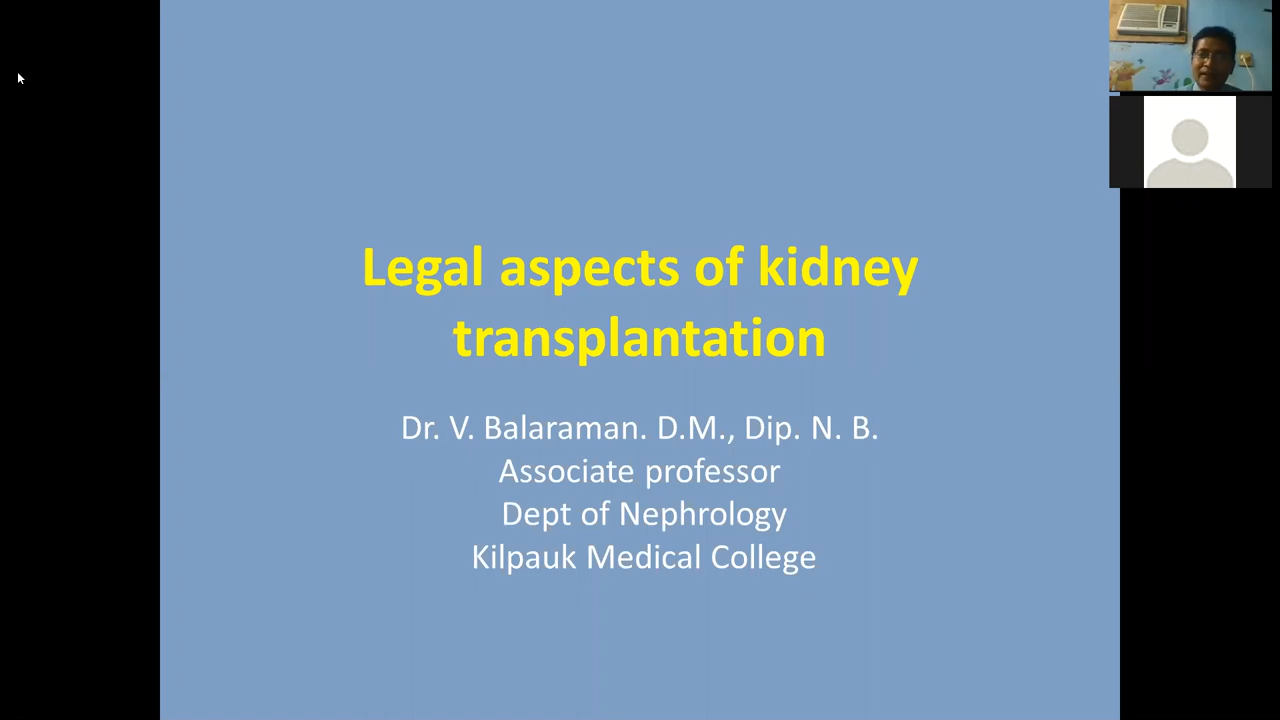 Legal aspects of kidney
transplantation
Dr. V. Balaraman. D.M., Dip. N. B.
Associate professor
Dept of Nephrology
Kilpauk Medical College